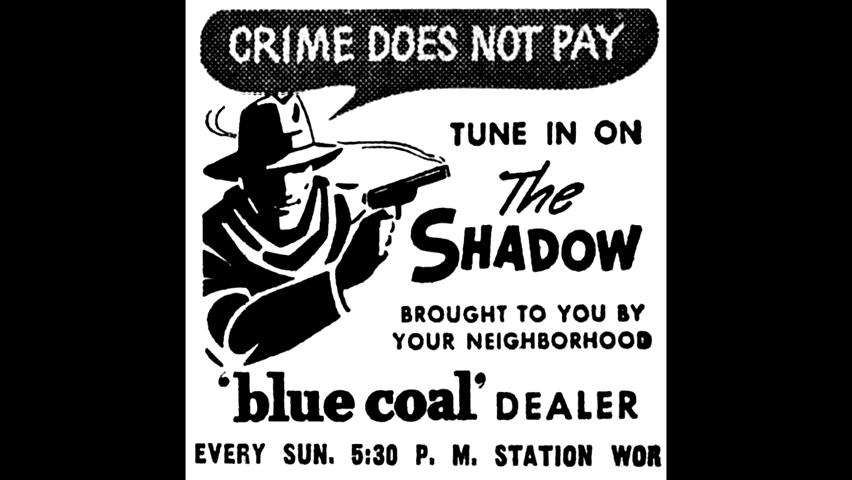 CRIME DOES NOT PAY
TUNE IN ON
The
SHADOW
BROUGHT TO YOU BY
YOUR NEIGHBORHOOD
'blue coal' DEALER
EVERY SUN. 5:30 P. M. STATION WOR